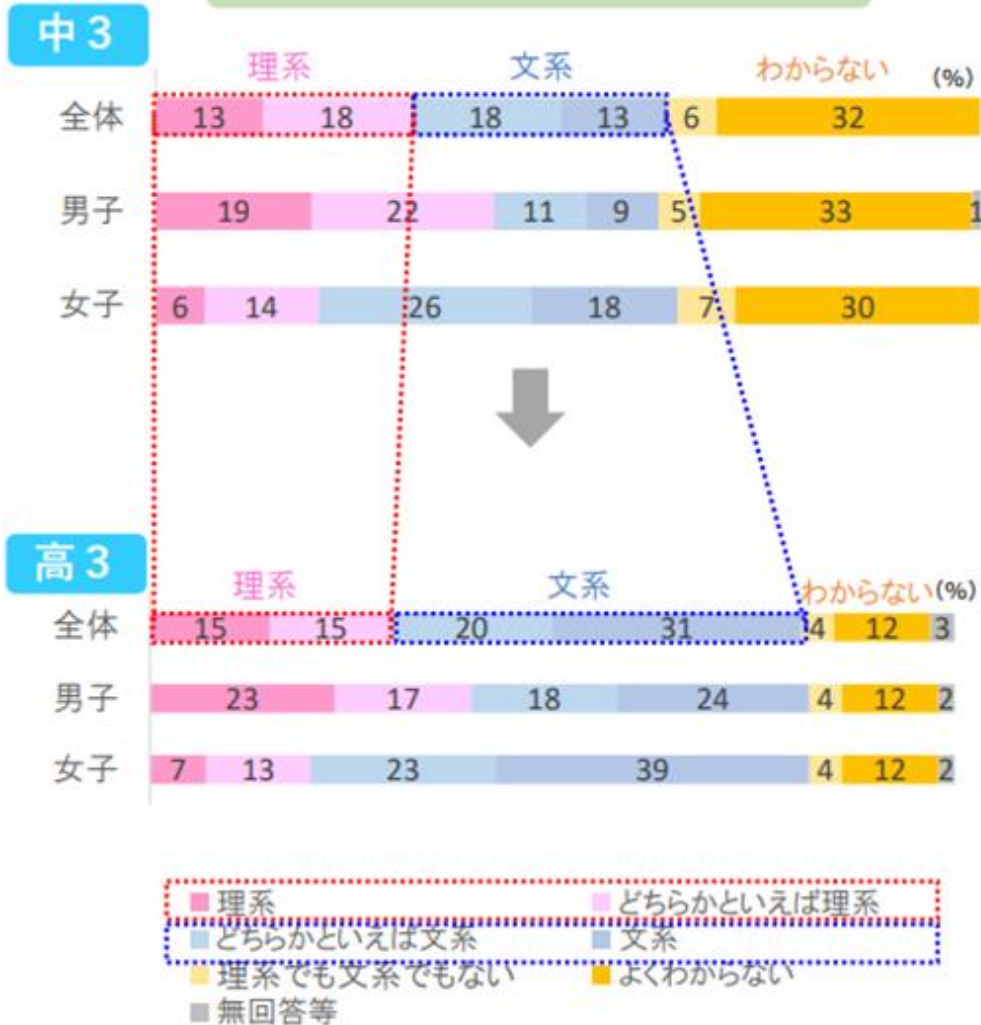 中3
理系 文系 わからない (%)
全体 13 18 18 13 6 32
男子 19 22 11 9 5 33 1
女子 6 14 26 18 7 30
高3
理系 文系 わからない (%)
全体 15 15 20 31 4 12 3
男子 23 17 18 24 4 12 2
女子 7 13 23 39 4 12 2
理系 どちらかといえば理系
どちらかといえば文系 文系
理系でも文系でもない よくわからない
無回答等